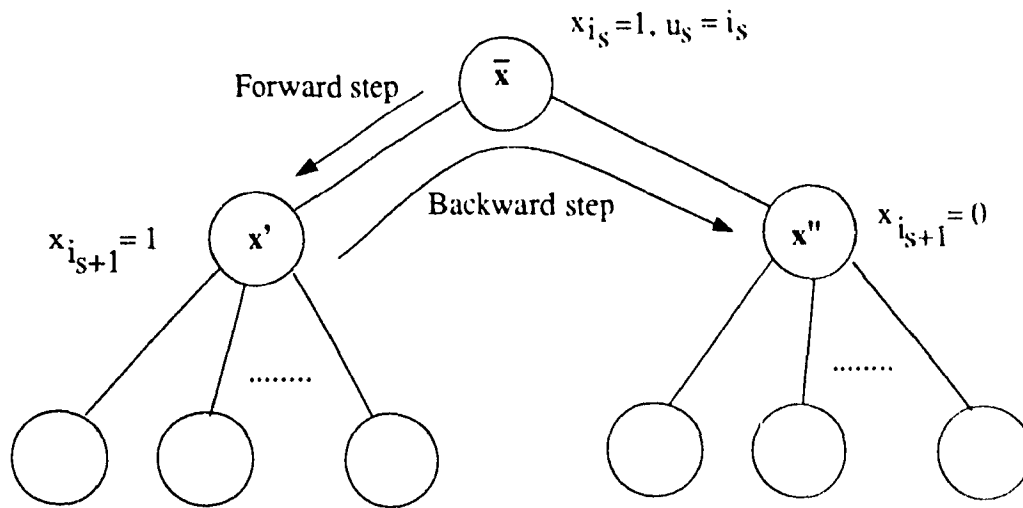 x_{i_s}=1, u_s = i_s
x̄
Forward step
Backward step
x_{i_{s+1}}= 1
x'
x"
x_{i_{s+1}}= 0
........
........